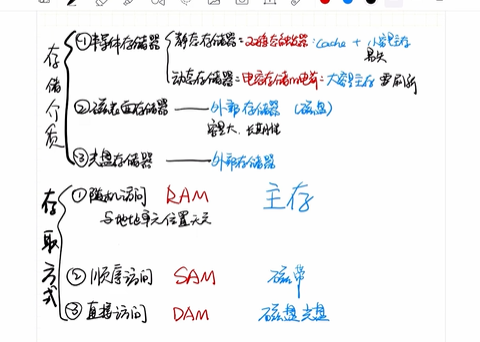 存储介质
①半导体存储器
静态存储器=双稳态触发器:cache + 小容量主存
易失
动态存储器=电容存储的电荷:大容量主存 需刷新
②磁表面存储器 —— 外部存储器 (磁盘)
容量大、长期
③光盘存储器 —— 外部存储器
存取方式
①随机访问 RAM 主存
与地址单元位置无关
②顺序访问 SAM 磁带
③直接访问 DAM 磁盘光盘